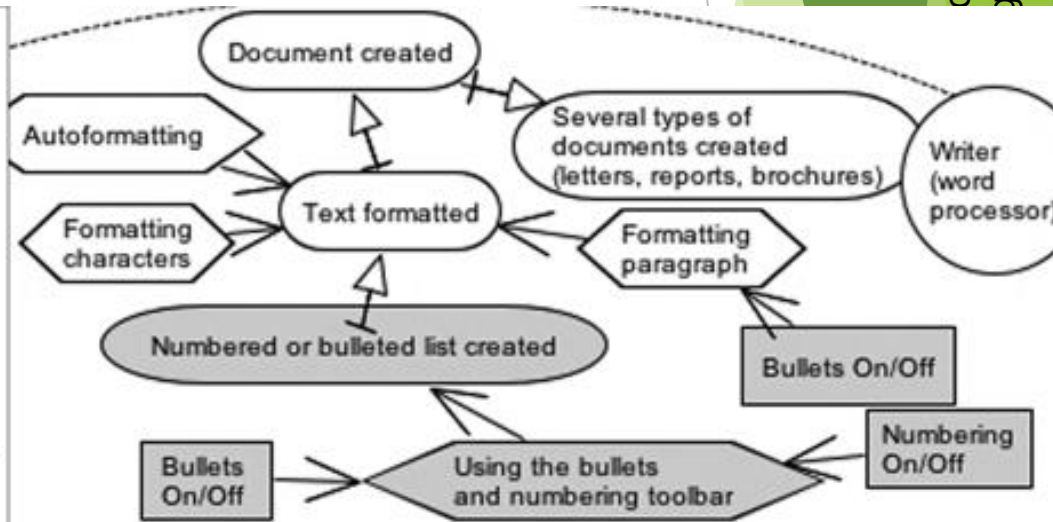 Document created
Several types of
documents created
(letters, reports, brochures)
Writer
(word
processor)
Autoformatting
Text formatted
Formatting
characters
Formatting
paragraph
Numbered or bulleted list created
Bullets On/Off
Bullets
On/Off
Using the bullets
and numbering toolbar
Numbering
On/Off